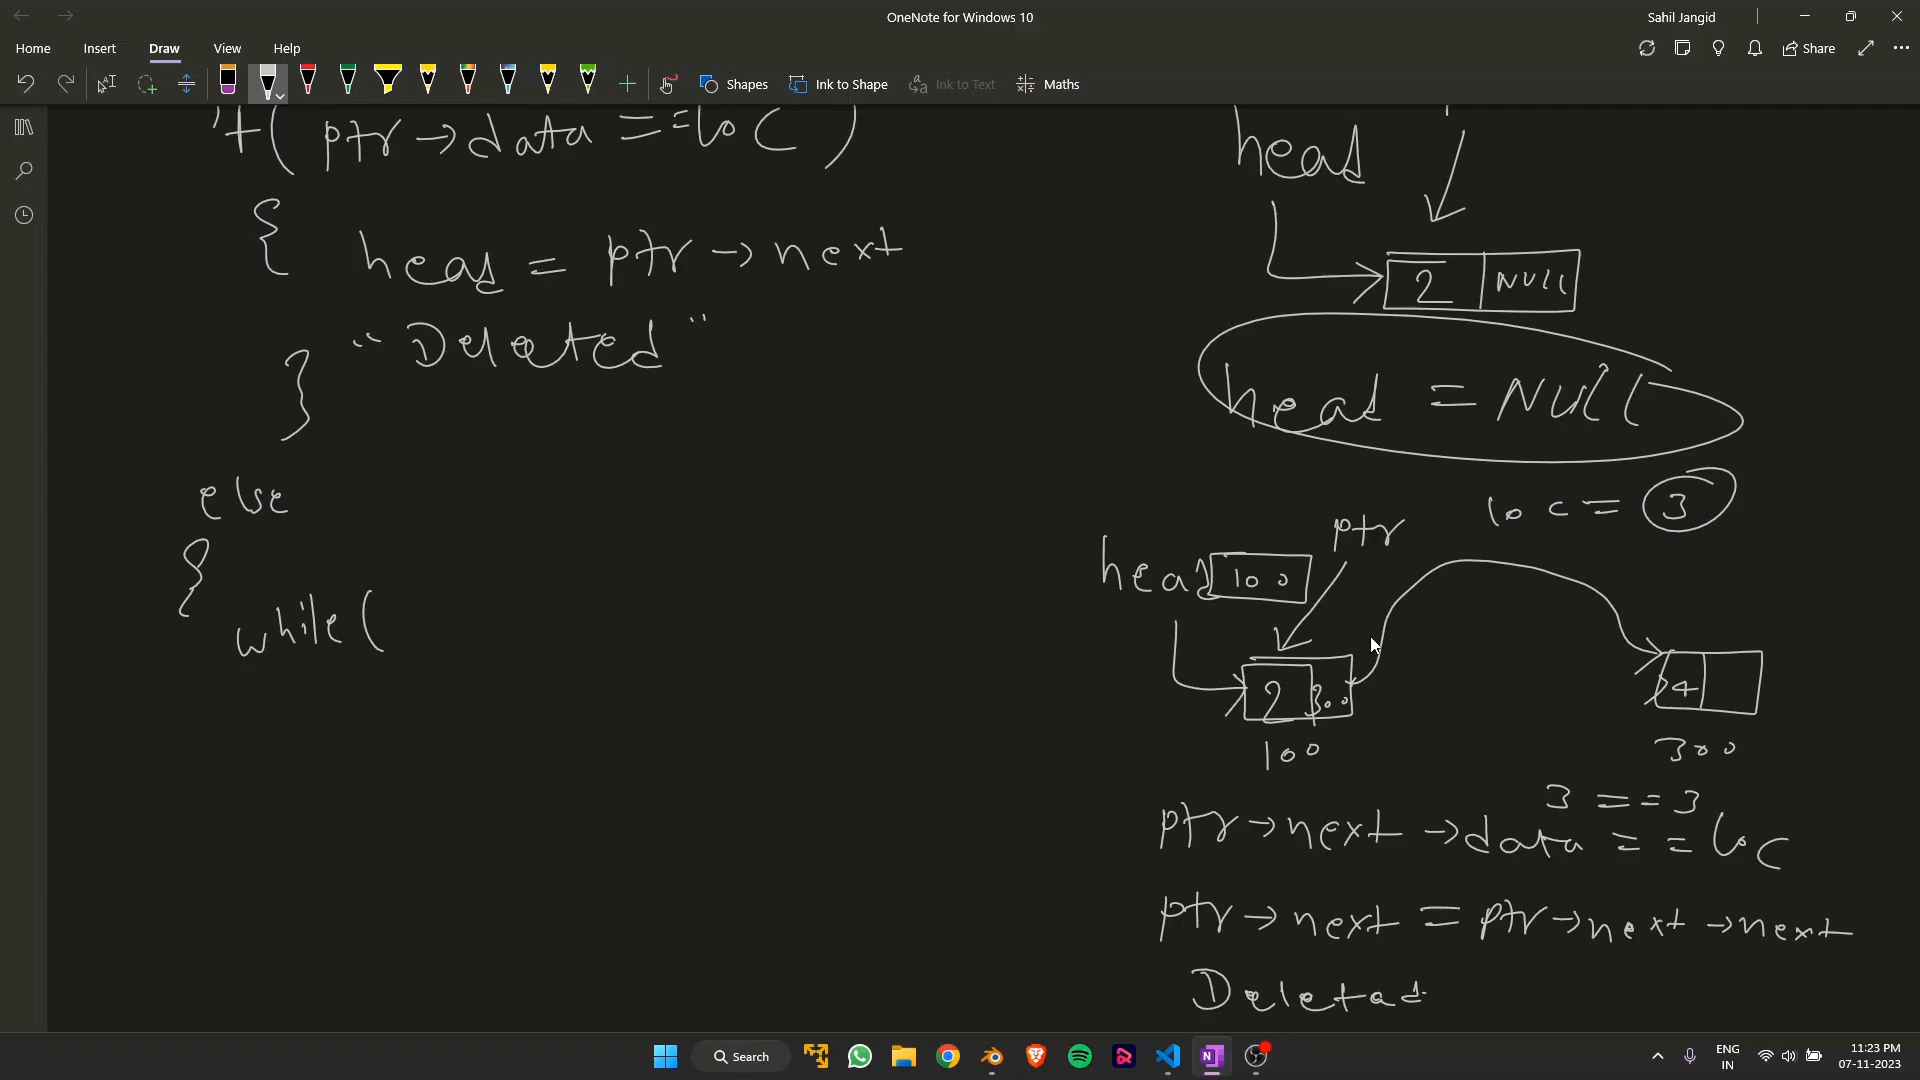 OneNote for Windows 10
Sahil Jangid
Home Insert Draw View Help
Share
Shapes Ink to Shape Ink to Text Maths
if( ptr→data ==loc)
{ head = ptr→next
"Deleted"
}
else
{
while(
head
2 NULL
head = NULL
loc = 3
ptr
head 100
2 300
4
100
300
3 == 3
ptr→next→data == loc
ptr→next = ptr→next→next
Deleted
Search
ENG
IN
11:23 PM
07-11-2023